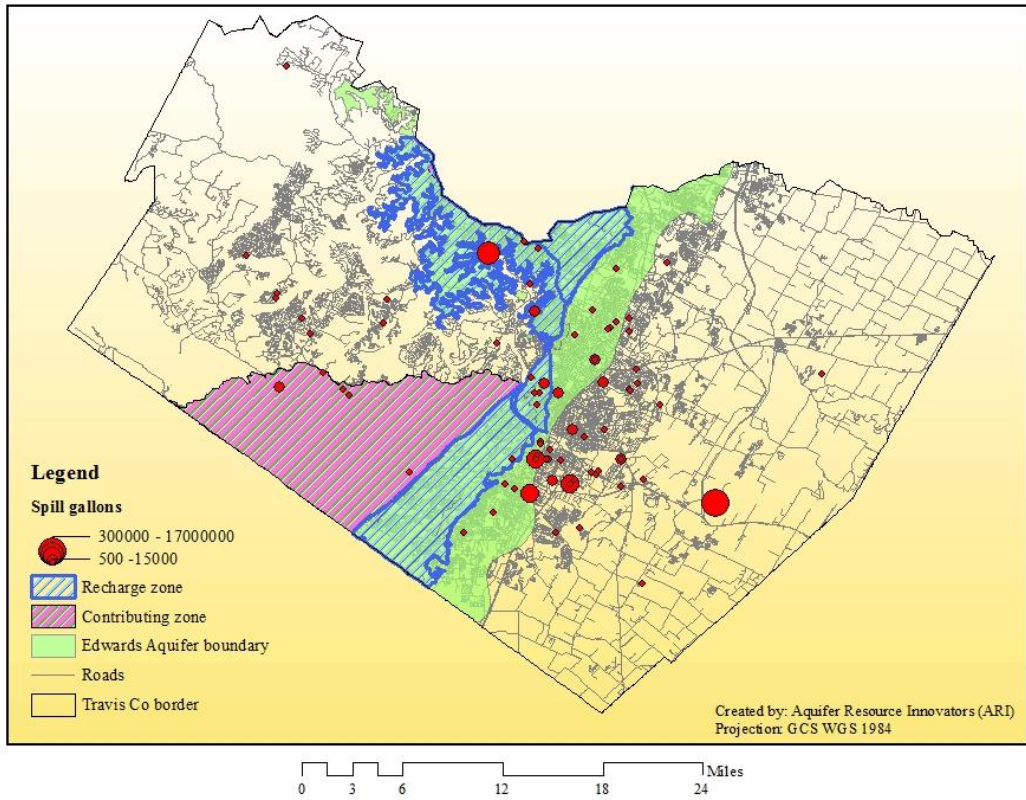 Legend
Spill gallons
300000 - 17000000
500 -15000
Recharge zone
Contributing zone
Edwards Aquifer boundary
Roads
Travis Co border
Created by: Aquifer Resource Innovators (ARI)
Projection: GCS WGS 1984
Miles
0 3 6 12 18 24